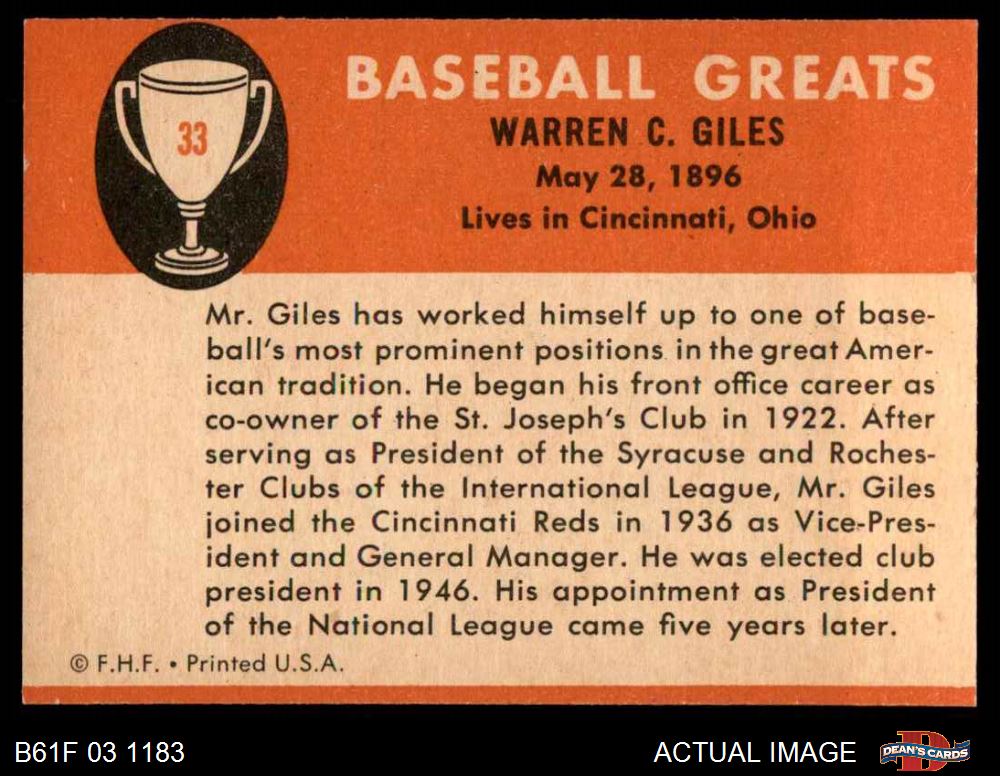 33
BASEBALL GREATS
WARREN C. GILES
May 28, 1896
Lives in Cincinnati, Ohio
Mr. Giles has worked himself up to one of base-
ball's most prominent positions in the great Amer-
ican tradition. He began his front office career as
co-owner of the St. Joseph's Club in 1922. After
serving as President of the Syracuse and Roches-
ter Clubs of the International League, Mr. Giles
joined the Cincinnati Reds in 1936 as Vice-Pres-
ident and General Manager. He was elected club
president in 1946. His appointment as President
of the National League came five years later.
© F.H.F. • Printed U.S.A.
B61F 03 1183
ACTUAL IMAGE
D
DEAN'S CARDS